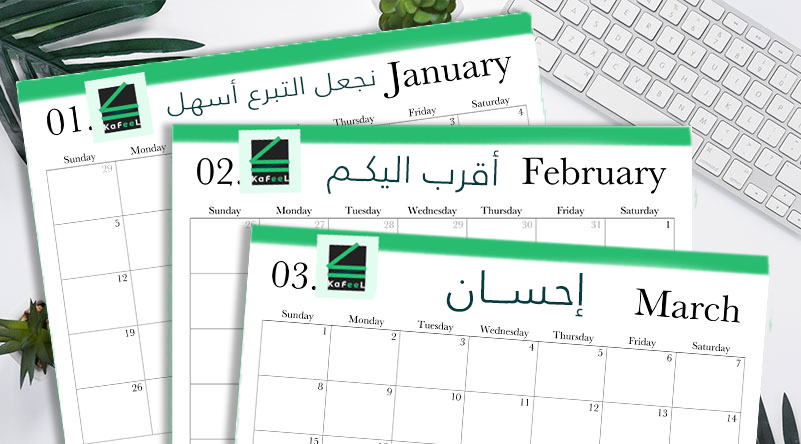 01.
KaFeeL
نجعل التبرع أسهل
January
Sunday Monday Thursday Friday Saturday
29 3 4
5
12
19
26
02.
KaFeeL
أقرب اليكم
February
Sunday Monday Tuesday Wednesday Thursday Friday Saturday
26 27 28 29 30 31 1
03.
KaFeeL
إحسان
March
Sunday Monday Tuesday Wednesday Thursday Friday Saturday
1 2 3 4 5 6 7
8 9 10 11 12 13 14
15